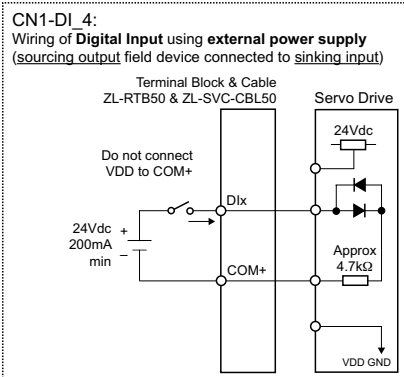 CN1-DI_4:
Wiring of Digital Input using external power supply
(sourcing output field device connected to sinking input)
Terminal Block & Cable
ZL-RTB50 & ZL-SVC-CBL50
Servo Drive
24Vdc
Do not connect
VDD to COM+
DIx
24Vdc
200mA
min
+
–
Approx
4.7kΩ
COM+
VDD GND